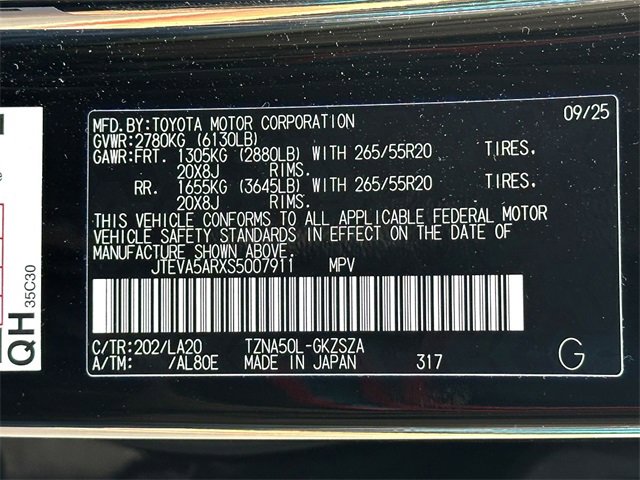 09/25
MFD.BY:TOYOTA MOTOR CORPORATION
GVWR:2780KG (6130LB)
GAWR:FRT. 1305KG (2880LB) WITH 265/55R20 TIRES.
20X8J RIMS.
RR. 1655KG (3645LB) WITH 265/55R20 TIRES.
20X8J RIMS.
THIS VEHICLE CONFORMS TO ALL APPLICABLE FEDERAL MOTOR
VEHICLE SAFETY STANDARDS IN EFFECT ON THE DATE OF
MANUFACTURE SHOWN ABOVE.
JTEVA5ARXS5007911 MPV
C/TR:202/LA20 TZNA50L-GKZSZA
A/TM: /AL80E MADE IN JAPAN 317 G
QH 35C30